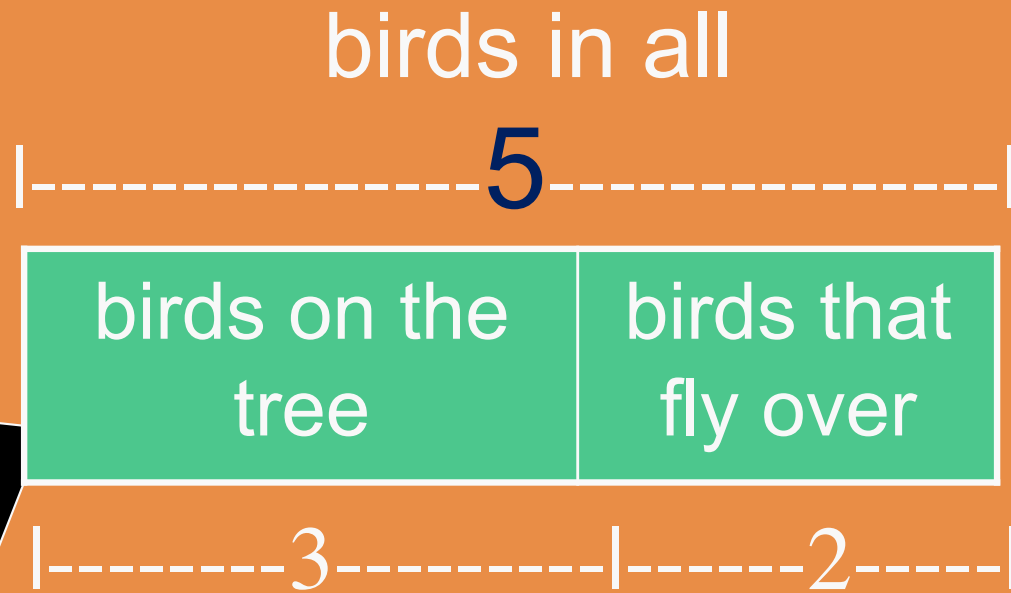 birds in all
5
birds on the
tree
birds that
fly over
3
2